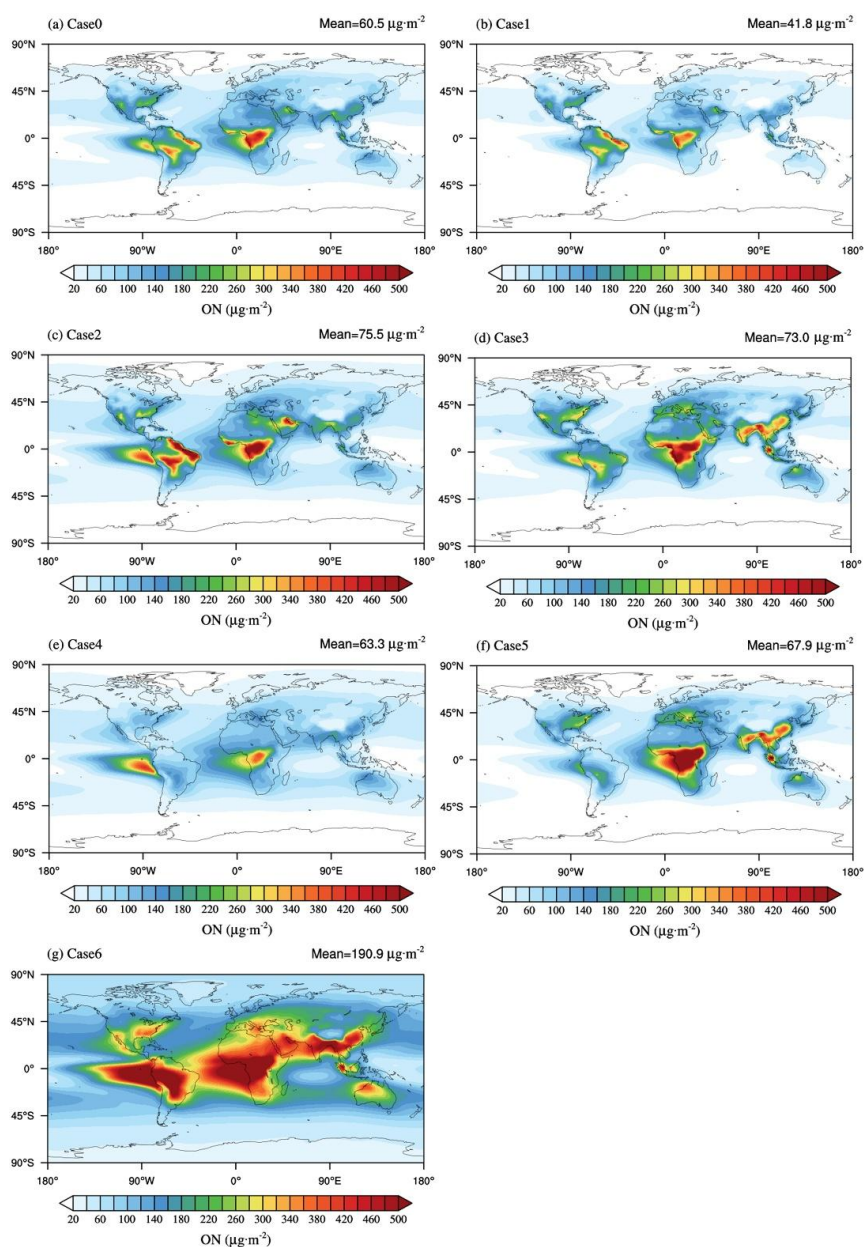 (a) Case0 Mean=60.5 μg·m⁻²
90°N
45°N
0°
45°S
90°S
180° 90°W 0° 90°E 180°
20 60 100 140 180 220 260 300 340 380 420 460 500
ON (μg·m⁻²)
(b) Case1 Mean=41.8 μg·m⁻²
90°N
45°N
0°
45°S
90°S
180° 90°W 0° 90°E 180°
20 60 100 140 180 220 260 300 340 380 420 460 500
ON (μg·m⁻²)
(c) Case2 Mean=75.5 μg·m⁻²
90°N
45°N
0°
45°S
90°S
180° 90°W 0° 90°E 180°
20 60 100 140 180 220 260 300 340 380 420 460 500
ON (μg·m⁻²)
(d) Case3 Mean=73.0 μg·m⁻²
90°N
45°N
0°
45°S
90°S
180° 90°W 0° 90°E 180°
20 60 100 140 180 220 260 300 340 380 420 460 500
ON (μg·m⁻²)
(e) Case4 Mean=63.3 μg·m⁻²
90°N
45°N
0°
45°S
90°S
180° 90°W 0° 90°E 180°
20 60 100 140 180 220 260 300 340 380 420 460 500
ON (μg·m⁻²)
(f) Case5 Mean=67.9 μg·m⁻²
90°N
45°N
0°
45°S
90°S
180° 90°W 0° 90°E 180°
20 60 100 140 180 220 260 300 340 380 420 460 500
ON (μg·m⁻²)
(g) Case6 Mean=190.9 μg·m⁻²
90°N
45°N
0°
45°S
90°S
180° 90°W 0° 90°E 180°
20 60 100 140 180 220 260 300 340 380 420 460 500
ON (μg·m⁻²)